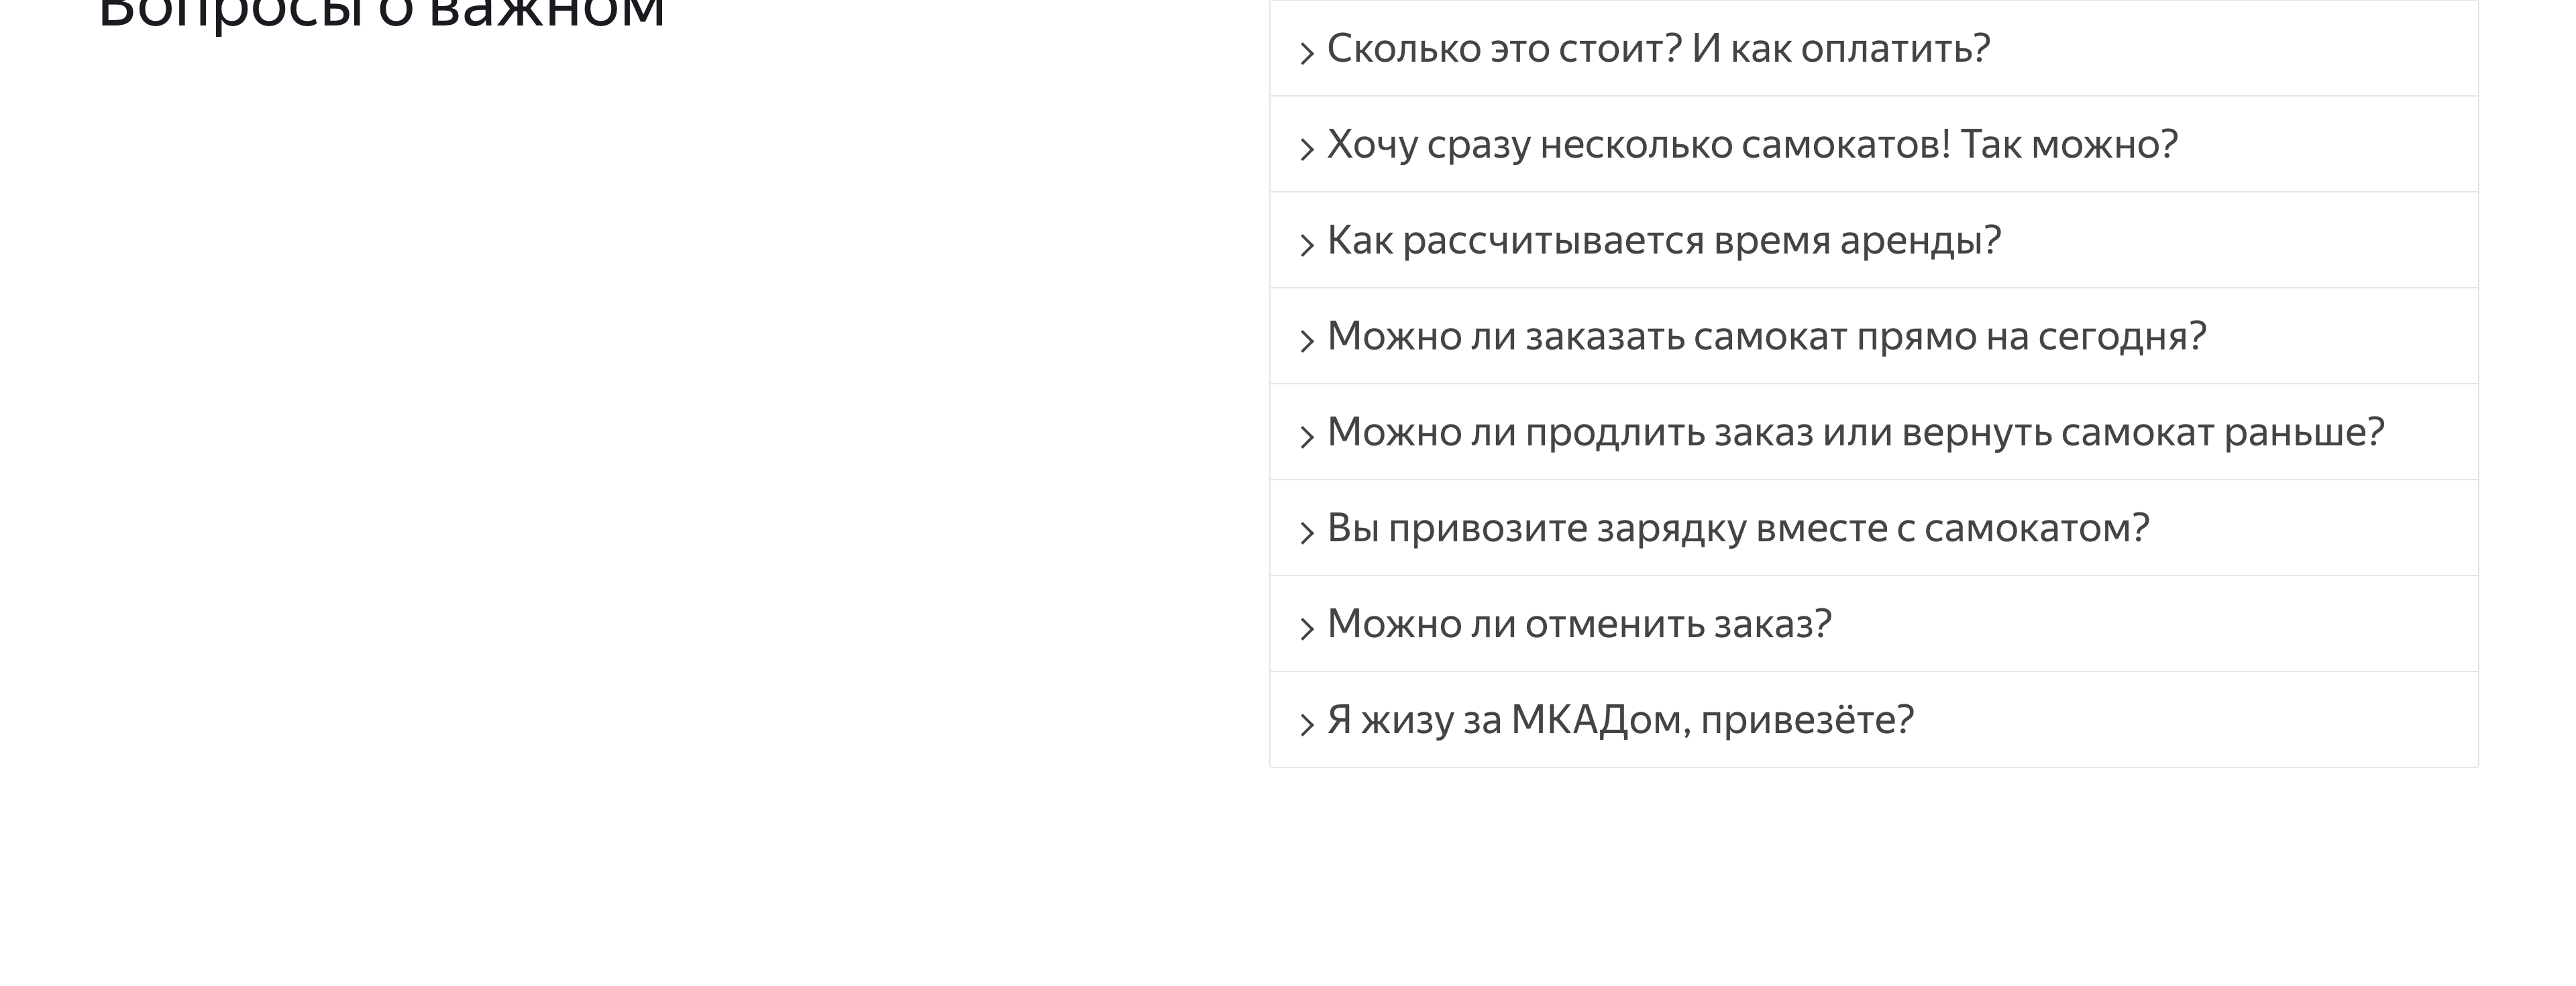 Вопросы о важном
Сколько это стоит? И как оплатить?
Хочу сразу несколько самокатов! Так можно?
Как рассчитывается время аренды?
Можно ли заказать самокат прямо на сегодня?
Можно ли продлить заказ или вернуть самокат раньше?
Вы привозите зарядку вместе с самокатом?
Можно ли отменить заказ?
Я жизу за МКАДом, привезёте?